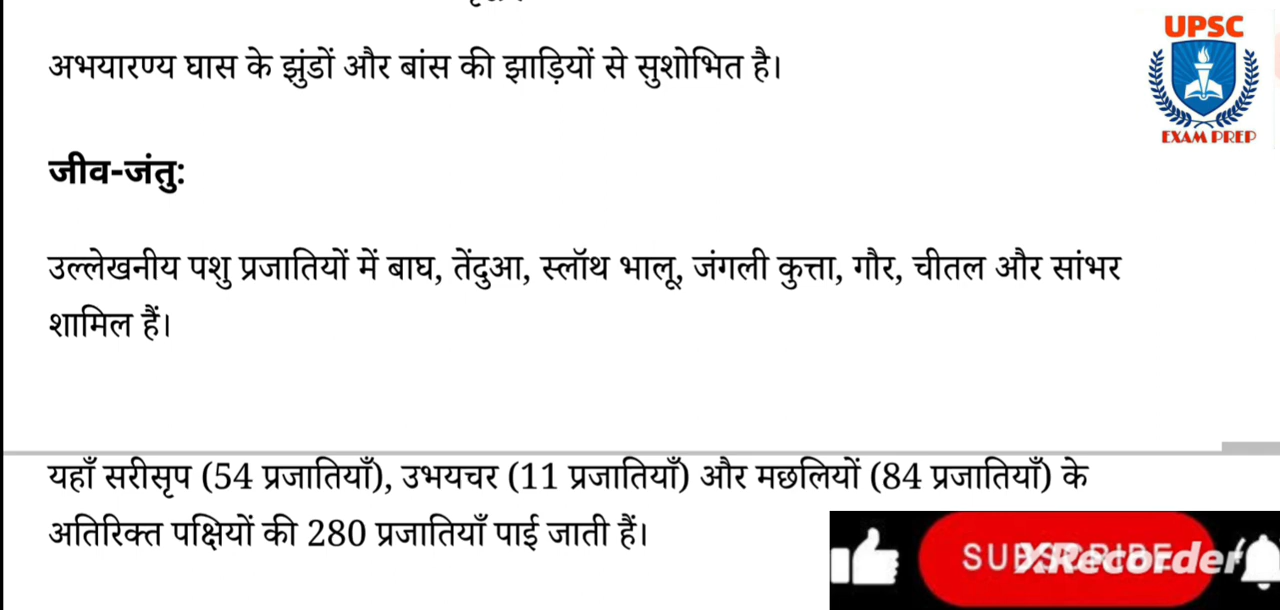 अभयारण्य घास के झुंडों और बांस की झाड़ियों से सुशोभित है।
UPSC
EXAM PREP
जीव-जंतु:
उल्लेखनीय पशु प्रजातियों में बाघ, तेंदुआ, स्लॉथ भालू, जंगली कुत्ता, गौर, चीतल और सांभर
शामिल हैं।
यहाँ सरीसृप (54 प्रजातियाँ), उभयचर (11 प्रजातियाँ) और मछलियों (84 प्रजातियाँ) के
अतिरिक्त पक्षियों की 280 प्रजातियाँ पाई जाती हैं।
SUBSCRIBE
XRecorder